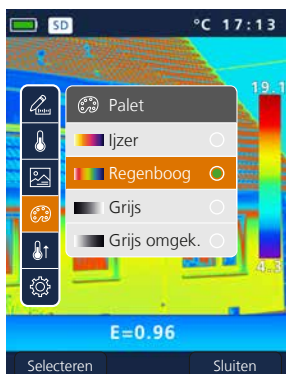 SD °C 17:13
19.1
Palet
Ijzer
Regenboog
Grijs
Grijs omgek.
4.3
E=0.96
Selecteren Sluiten